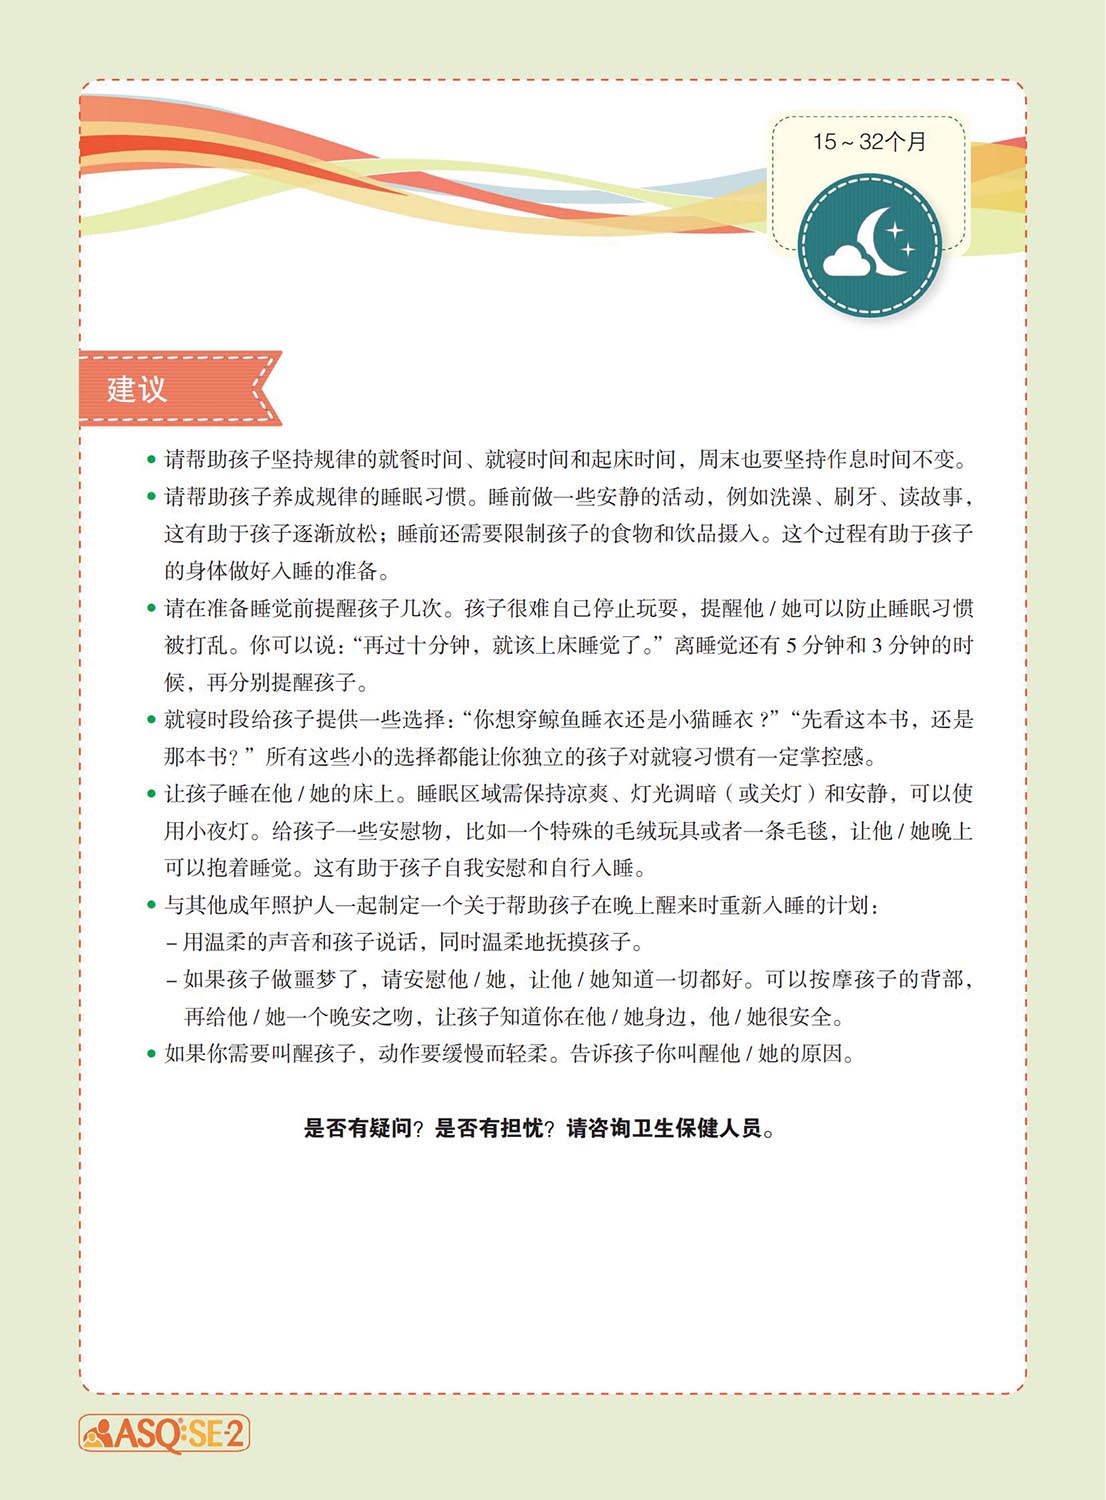 15～32个月
建议
• 请帮助孩子坚持规律的就餐时间、就寝时间和起床时间，周末也要坚持作息时间不变。
• 请帮助孩子养成规律的睡眠习惯。睡前做一些安静的活动，例如洗澡、刷牙、读故事，
这有助于孩子逐渐放松；睡前还需要限制孩子的食物和饮品摄入。这个过程有助于孩子
的身体做好入睡的准备。
• 请在准备睡觉前提醒孩子几次。孩子很难自己停止玩耍，提醒他 / 她可以防止睡眠习惯
被打乱。你可以说：“再过十分钟，就该上床睡觉了。”离睡觉还有 5 分钟和 3 分钟的时
候，再分别提醒孩子。
• 就寝时段给孩子提供一些选择：“你想穿鲸鱼睡衣还是小猫睡衣？”“先看这本书，还是
那本书？”所有这些小的选择都能让你独立的孩子对就寝习惯有一定掌控感。
• 让孩子睡在他 / 她的床上。睡眠区域需保持凉爽、灯光调暗（或关灯）和安静，可以使
用小夜灯。给孩子一些安慰物，比如一个特殊的毛绒玩具或者一条毛毯，让他 / 她晚上
可以抱着睡觉。这有助于孩子自我安慰和自行入睡。
• 与其他成年照护人一起制定一个关于帮助孩子在晚上醒来时重新入睡的计划：
– 用温柔的声音和孩子说话，同时温柔地抚摸孩子。
– 如果孩子做噩梦了，请安慰他 / 她，让他 / 她知道一切都好。可以按摩孩子的背部，
再给他 / 她一个晚安之吻，让孩子知道你在他 / 她身边，他 / 她很安全。
• 如果你需要叫醒孩子，动作要缓慢而轻柔。告诉孩子你叫醒他 / 她的原因。
是否有疑问？是否有担忧？请咨询卫生保健人员。
ASQ:SE-2